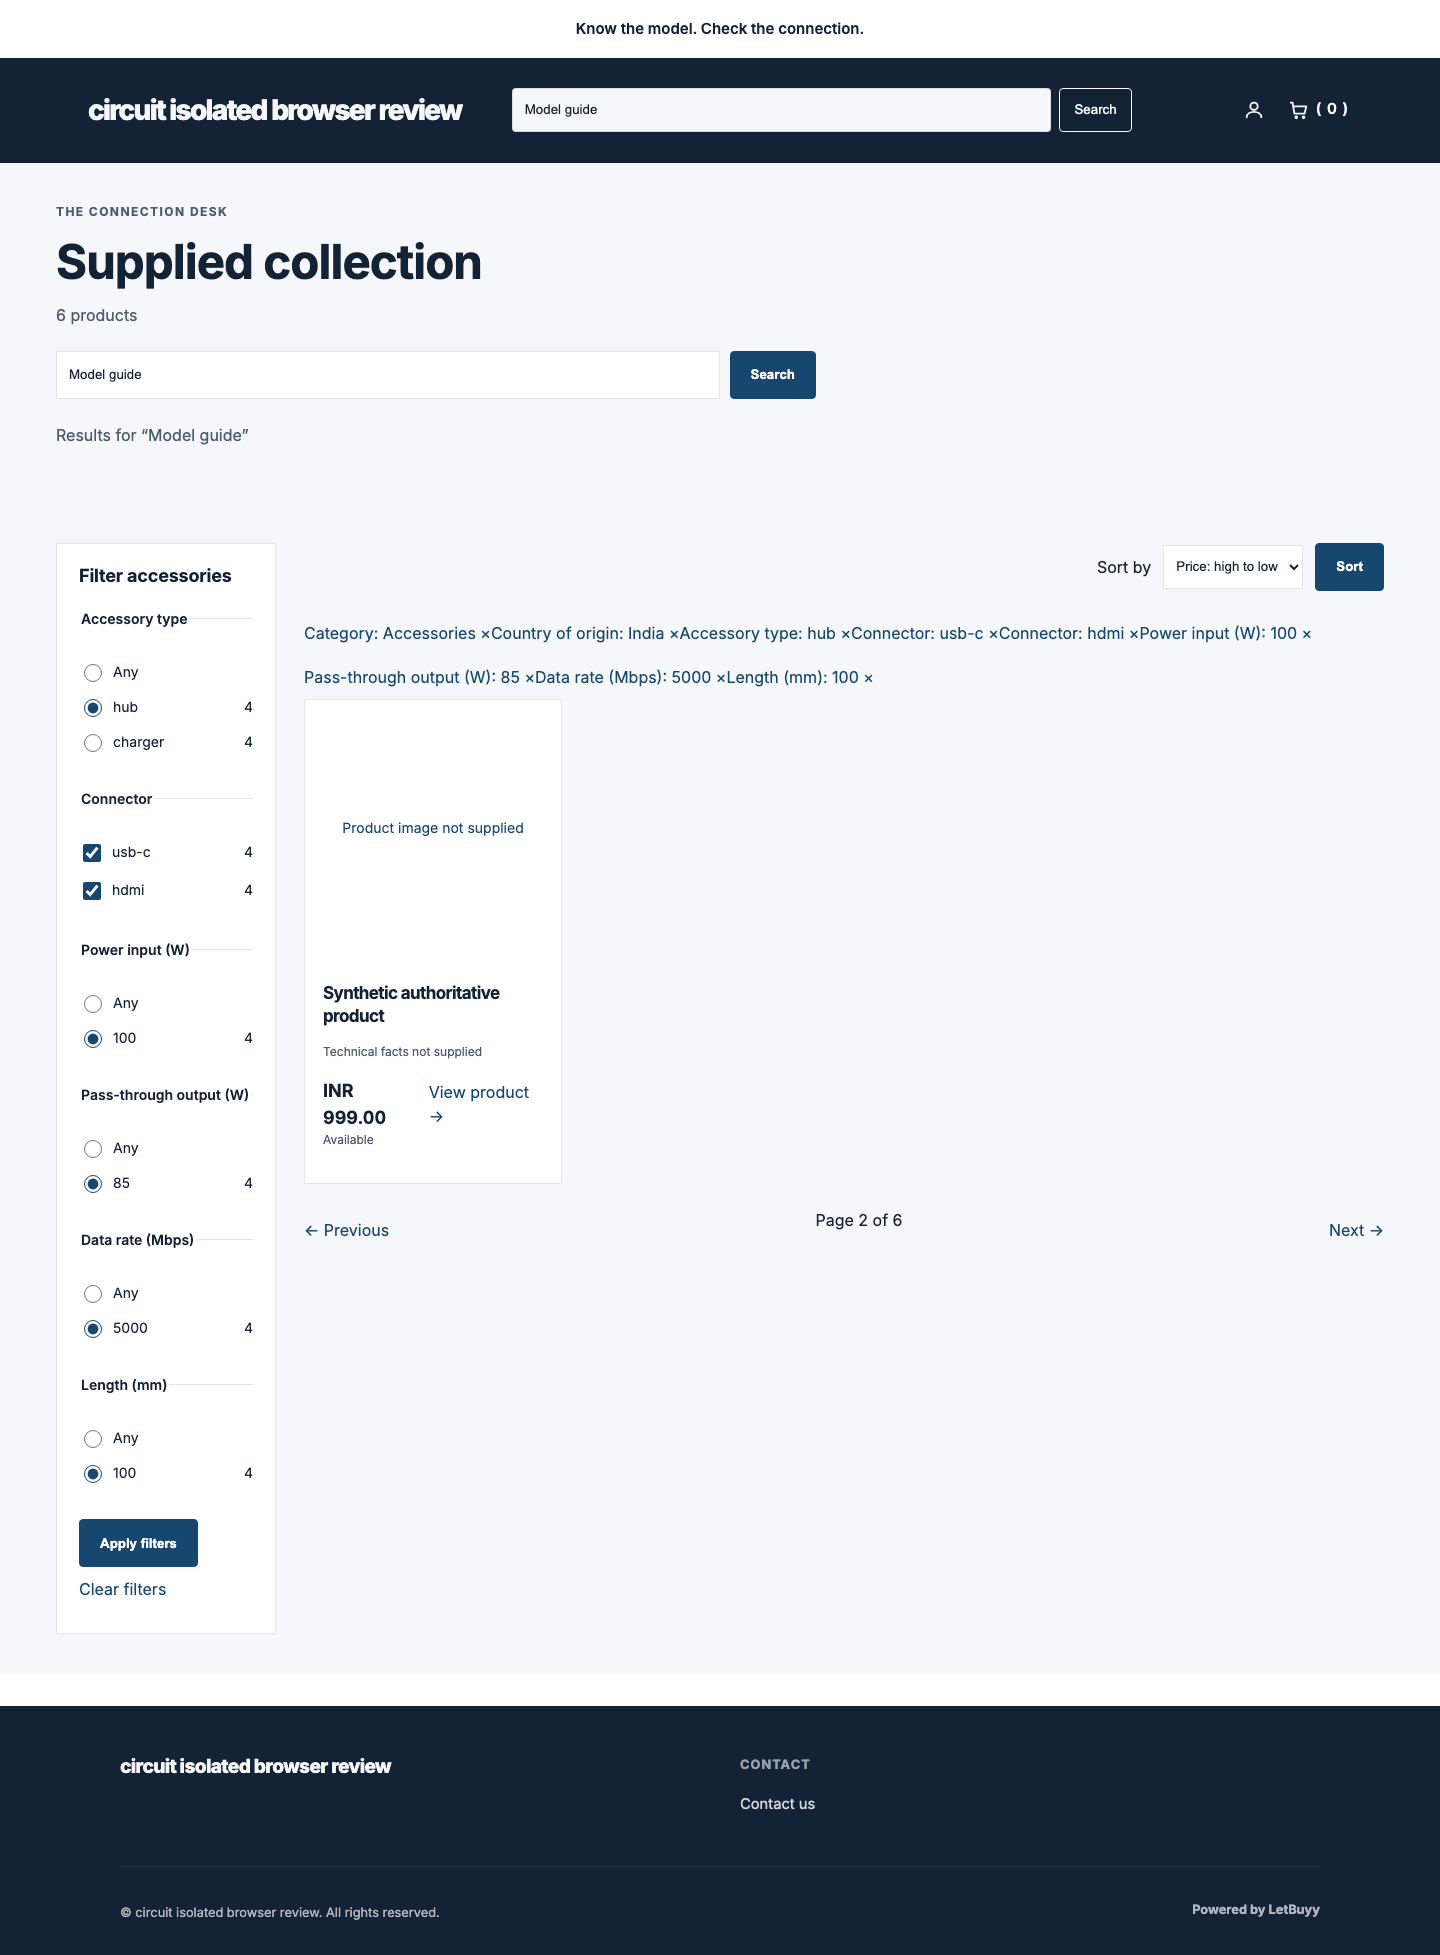 Know the model. Check the connection.
circuit isolated browser review
Model guide
Search
( 0 )
THE CONNECTION DESK
Supplied collection
6 products
Model guide
Search
Results for “Model guide”
Filter accessories
Accessory type
Any
hub 4
charger 4
Connector
usb-c 4
hdmi 4
Power input (W)
Any
100 4
Pass-through output (W)
Any
85 4
Data rate (Mbps)
Any
5000 4
Length (mm)
Any
100 4
Apply filters
Clear filters
Sort by
Price: high to low
Sort
Category: Accessories ×Country of origin: India ×Accessory type: hub ×Connector: usb-c ×Connector: hdmi ×Power input (W): 100 ×
Pass-through output (W): 85 ×Data rate (Mbps): 5000 ×Length (mm): 100 ×
Product image not supplied
Synthetic authoritative
product
Technical facts not supplied
INR
999.00
Available
View product
→
← Previous
Page 2 of 6
Next →
circuit isolated browser review
CONTACT
Contact us
© circuit isolated browser review. All rights reserved.
Powered by LetBuyy